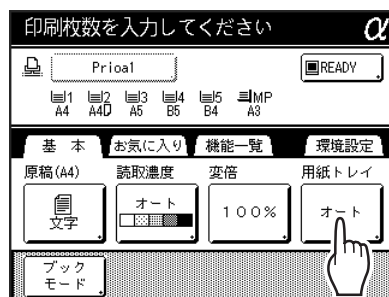 印刷枚数を入力してください
α
Prioa1
READY
1 2 3 4 5 MP
A4 A4 A5 B5 B4 A3
基 本 お気に入り 機能一覧 環境設定
原稿(A4) 読取濃度 変倍 用紙トレイ
文字 オート 100% オート
ブック
モード